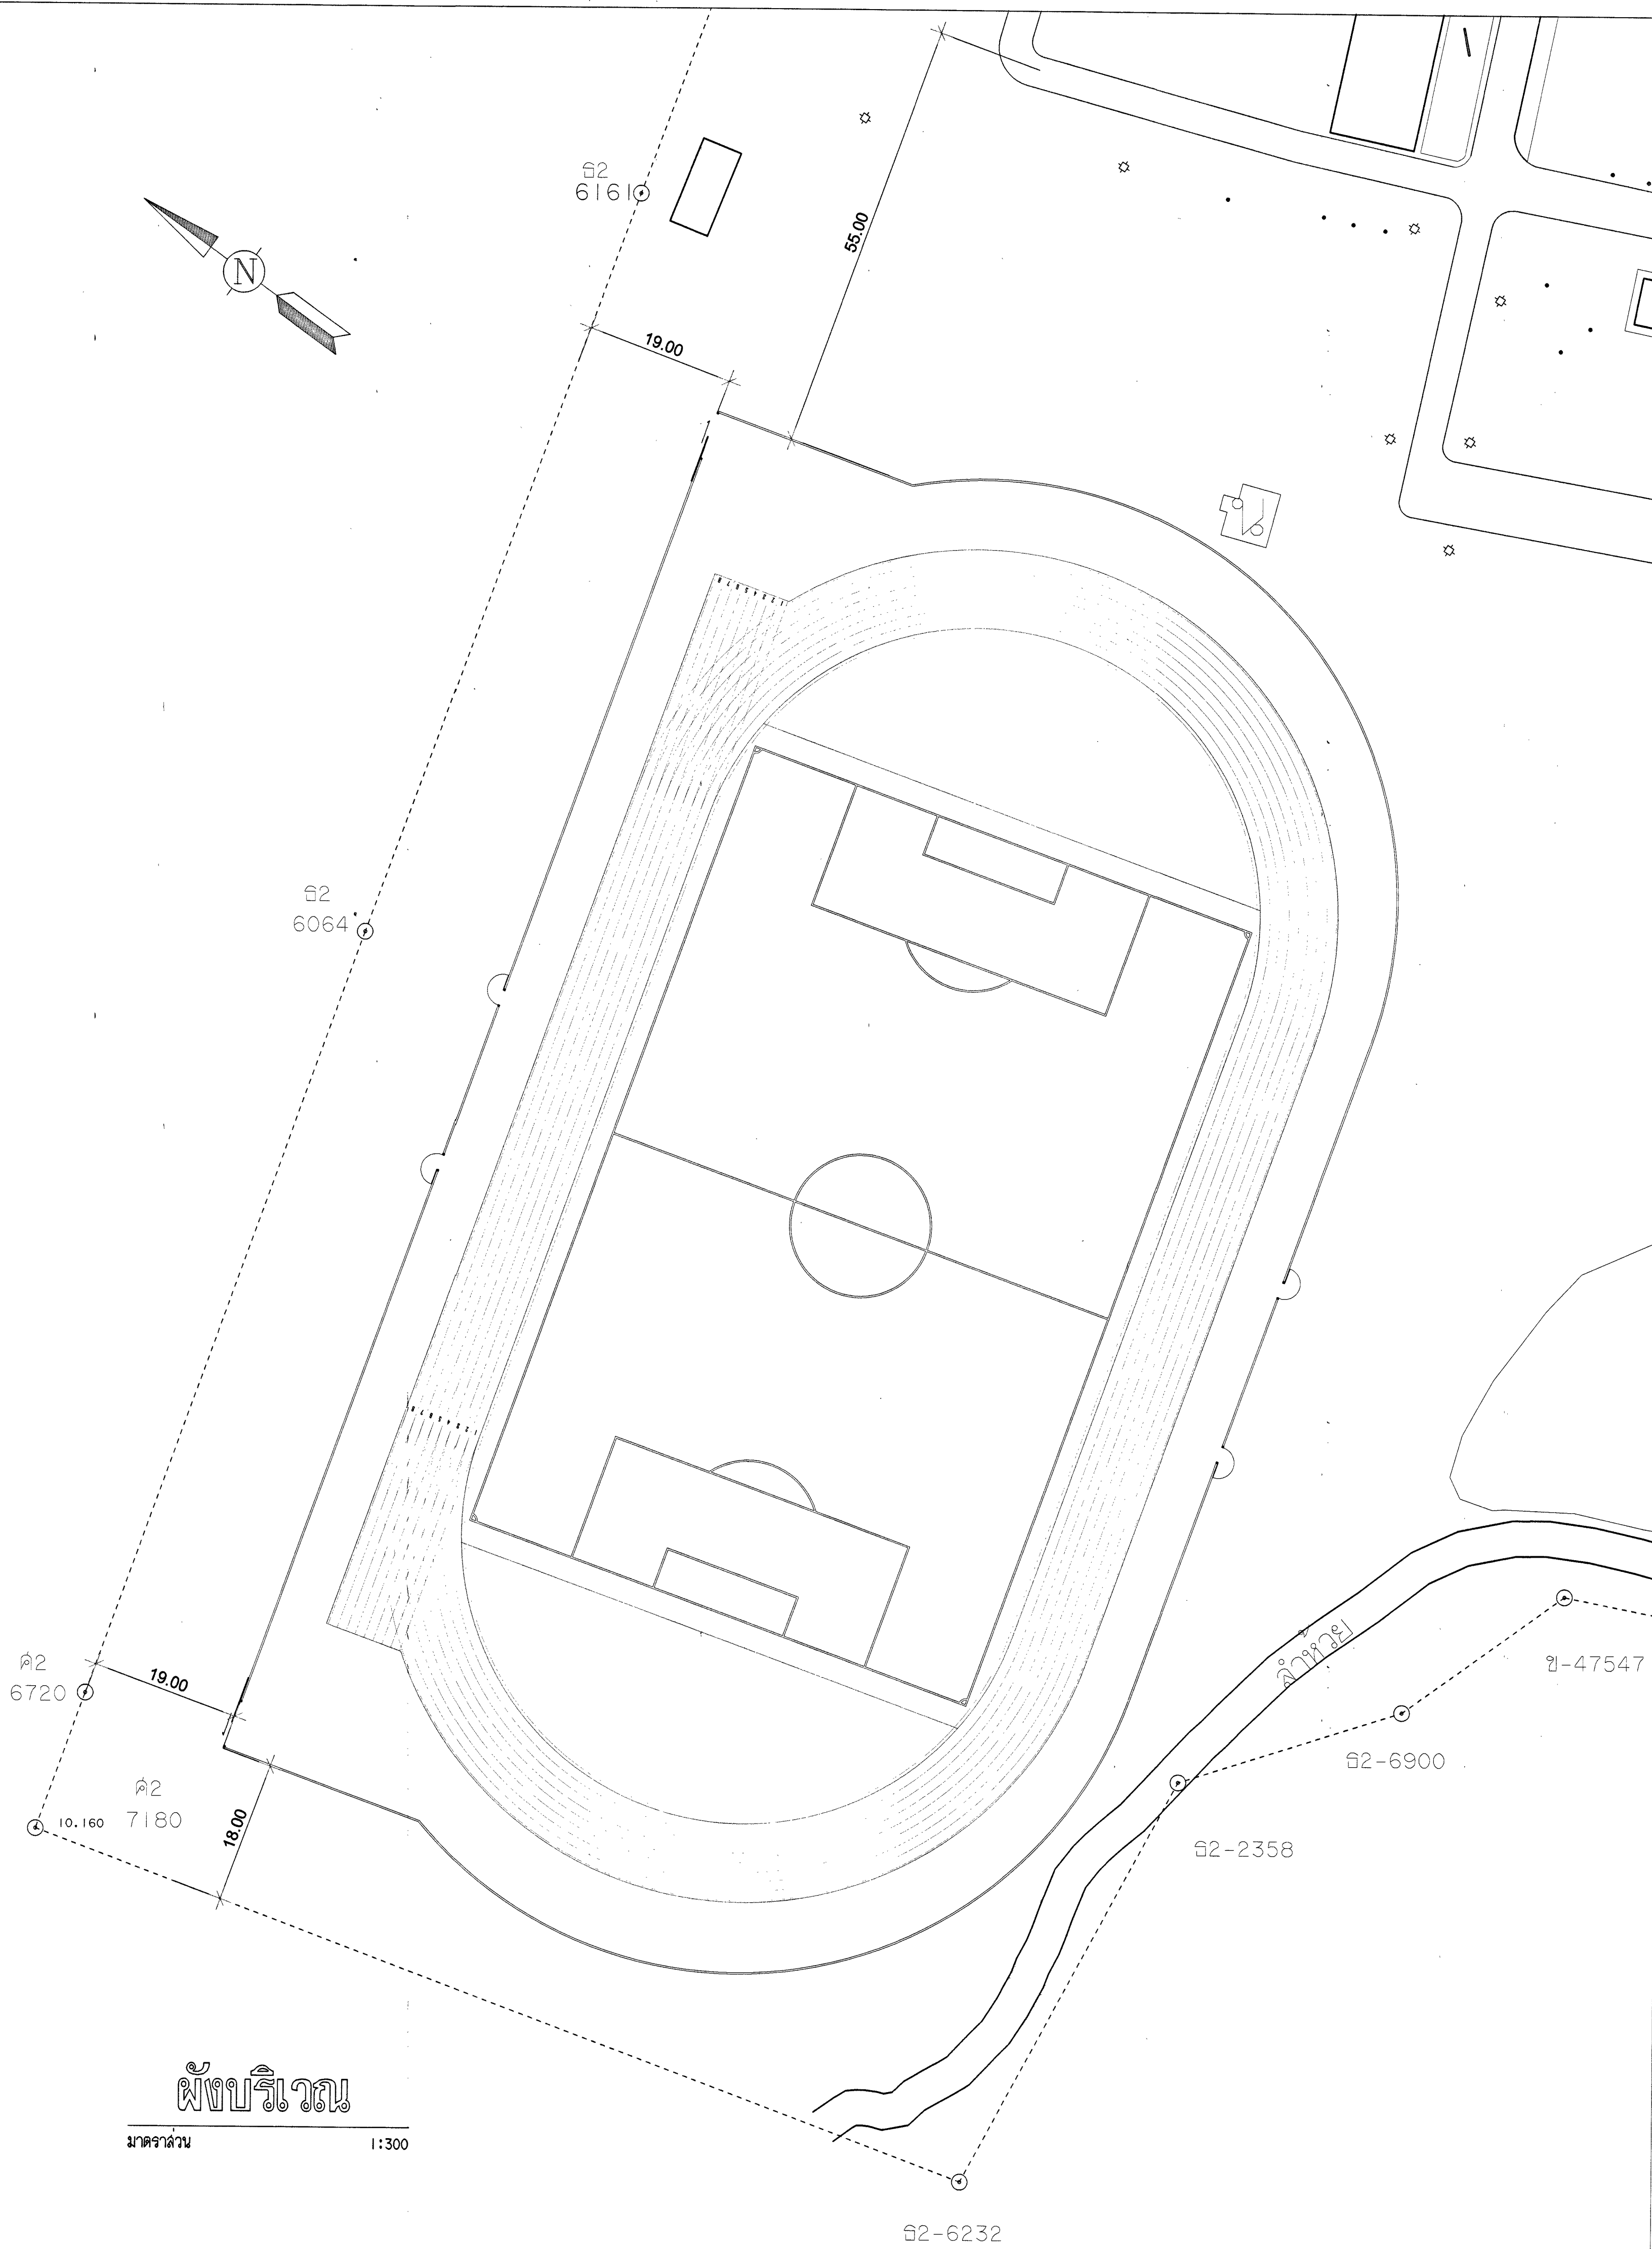 ธ2
6161
N
55.00
19.00
ธ2
6064
ลำห้วย
ข-47547
ค2
6720
19.00
ธ2-6900
ค2
7180
10.160
18.00
ธ2-2358
ผังบริเวณ
มาตราส่วน 1:300
ธ2-6232